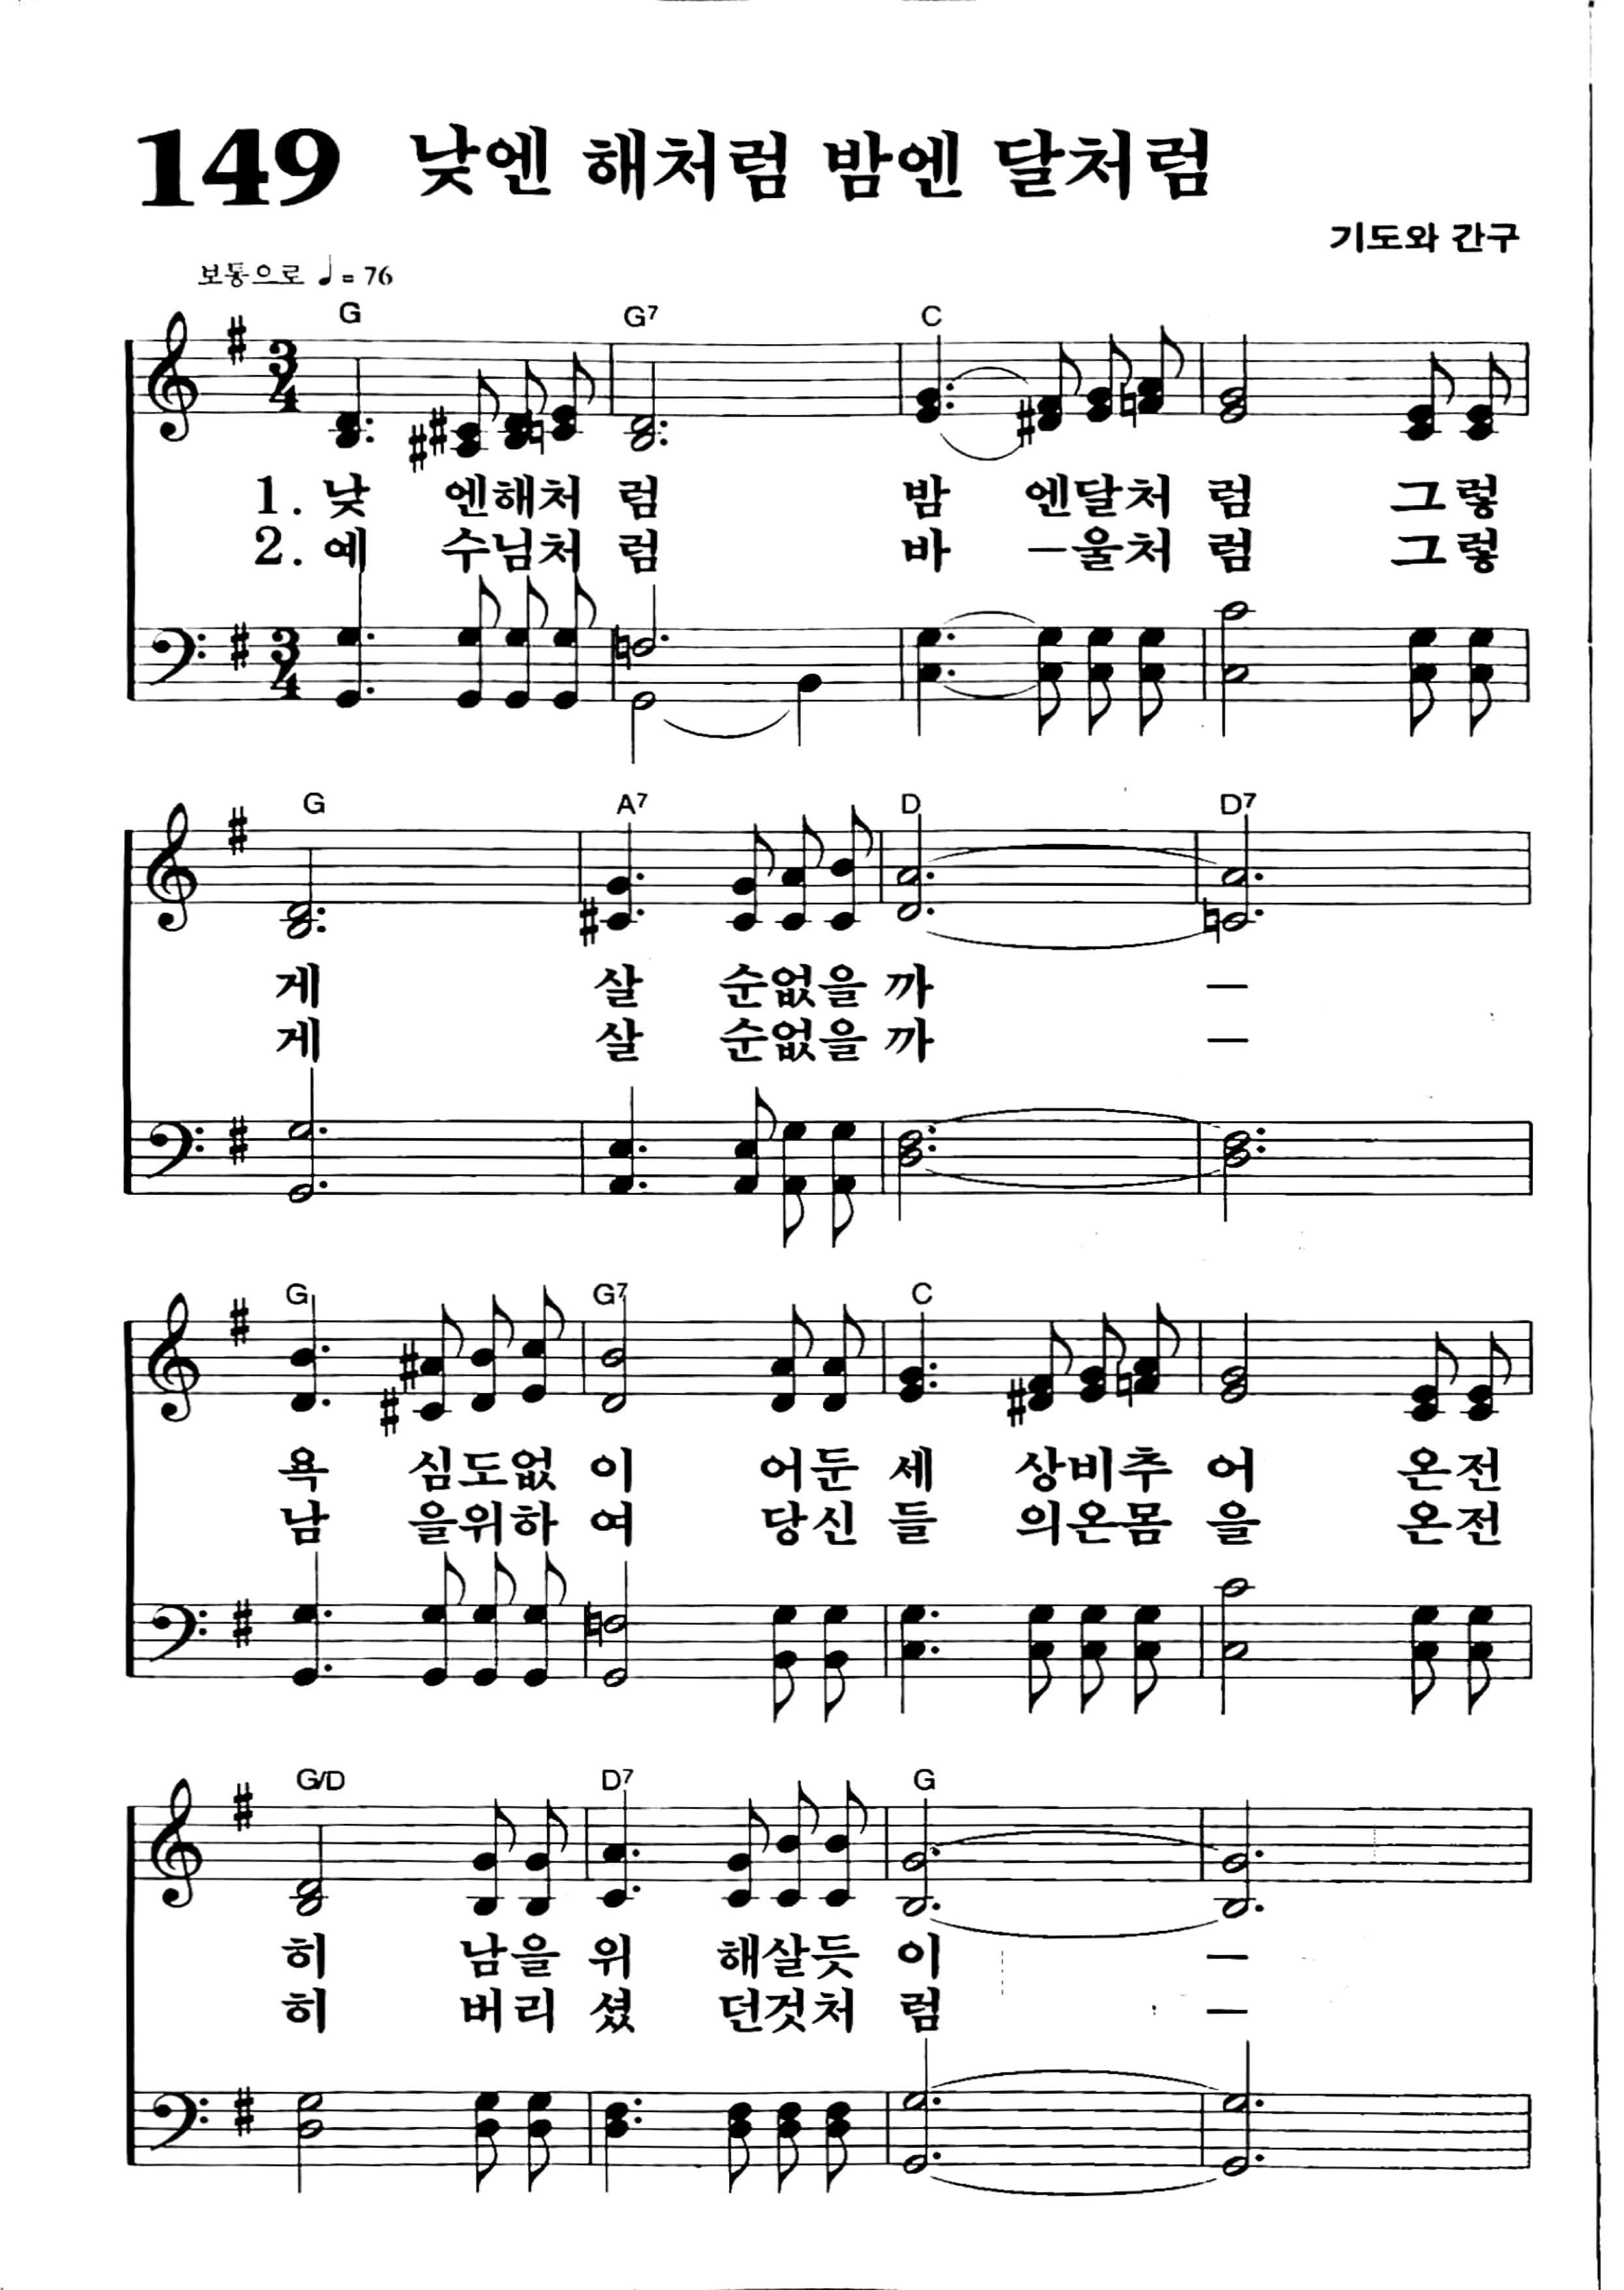 149 낮엔 해처럼 밤엔 달처럼
기도와 간구
보통으로 ♩= 76
G G7 C
3/4
1. 낮 엔해처 럼 밤 엔달처 럼 그렇
2. 예 수님처 럼 바 –울처 럼 그렇
3/4
G A7 D D7
게 살 순없을 까 –
게 살 순없을 까 –
G G7 C
욕 심도없 이 어둔 세 상비추 어 온전
남 을위하 여 당신 들 의온몸 을 온전
G/D D7 G
히 남을 위 해살듯 이 –
히 버리 셨 던것처 럼 –